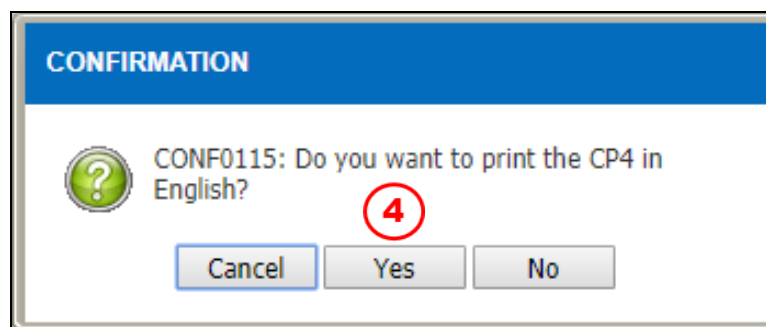 CONFIRMATION
CONF0115: Do you want to print the CP4 in
English?
4
Cancel Yes No